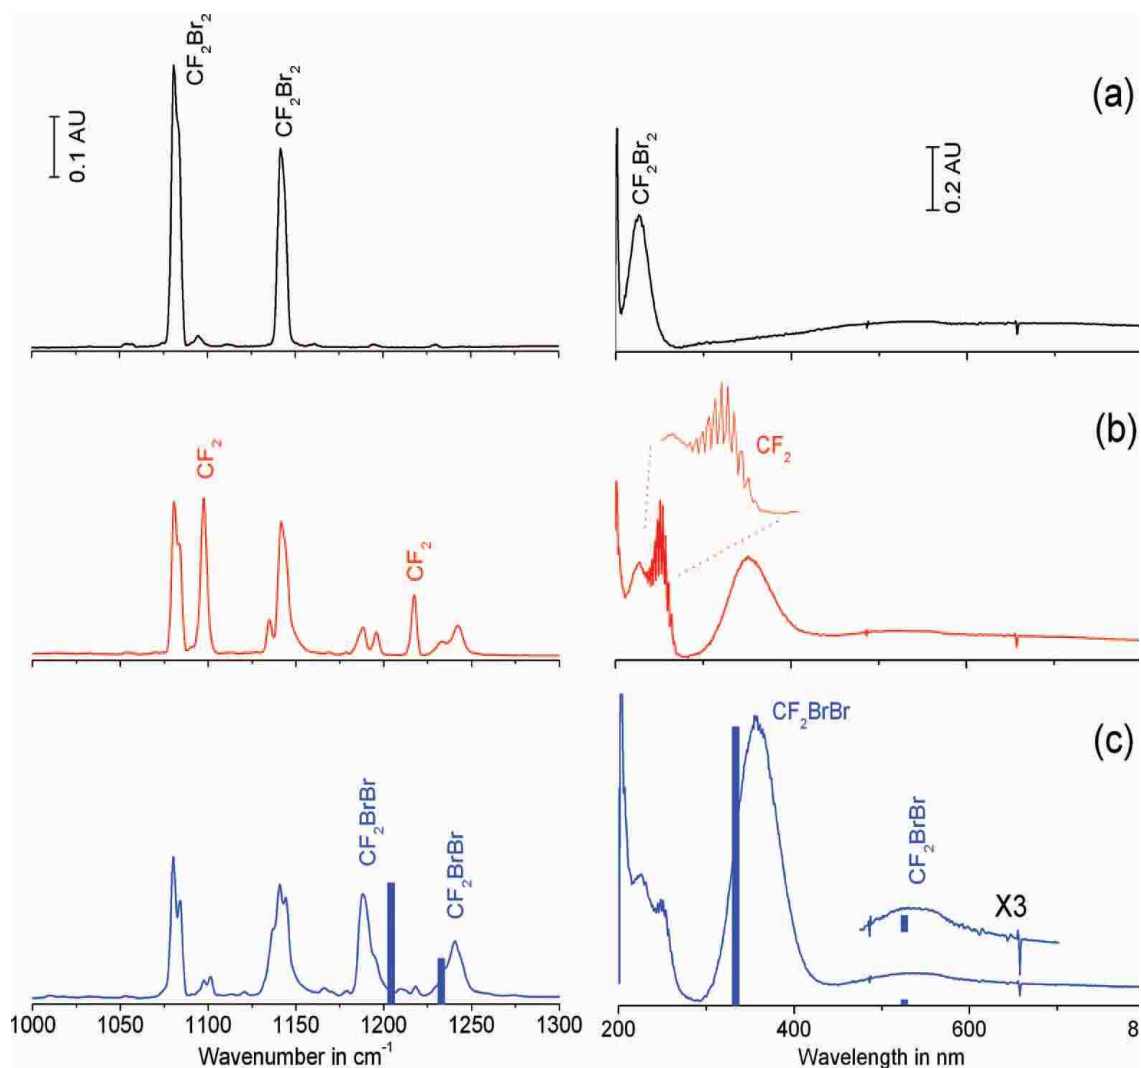 CF₂Br₂
CF₂Br₂
0.1 AU
(a)
CF₂Br₂
0.2 AU
CF₂
CF₂
(b)
CF₂
CF₂BrBr
CF₂BrBr
(c)
CF₂BrBr
CF₂BrBr
X3
1000 1050 1100 1150 1200 1250 1300
Wavenumber in cm⁻¹
200 400 600 8
Wavelength in nm